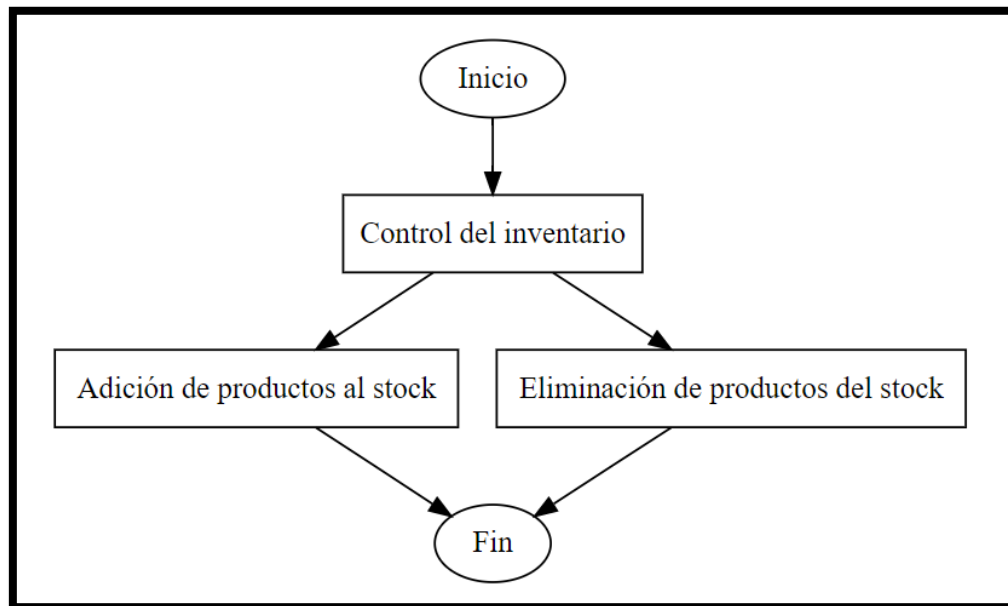 Inicio
Control del inventario
Adición de productos al stock
Eliminación de productos del stock
Fin